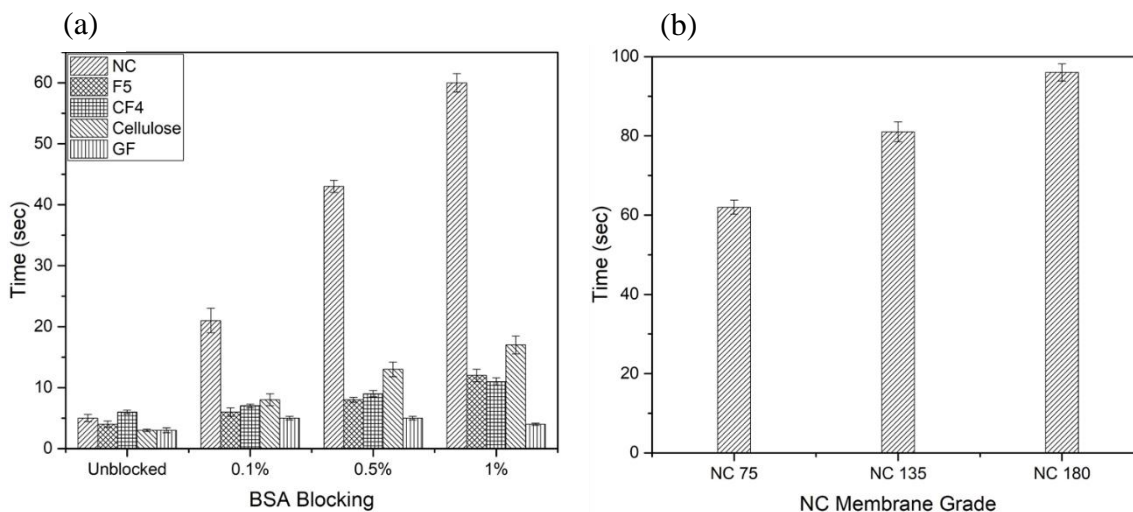 (a)
NC
F5
CF4
Cellulose
GF
60
50
40
30
20
10
0
Time (sec)
Unblocked 0.1% 0.5% 1%
BSA Blocking
(b)
100
80
60
40
20
0
Time (sec)
NC 75 NC 135 NC 180
NC Membrane Grade